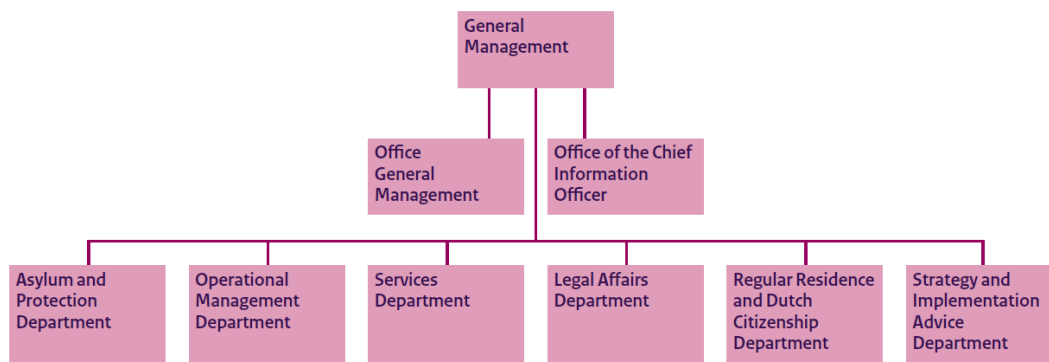 General
Management
Office
General
Management
Office of the Chief
Information
Officer
Asylum and
Protection
Department
Operational
Management
Department
Services
Department
Legal Affairs
Department
Regular Residence
and Dutch
Citizenship
Department
Strategy and
Implementation
Advice
Department